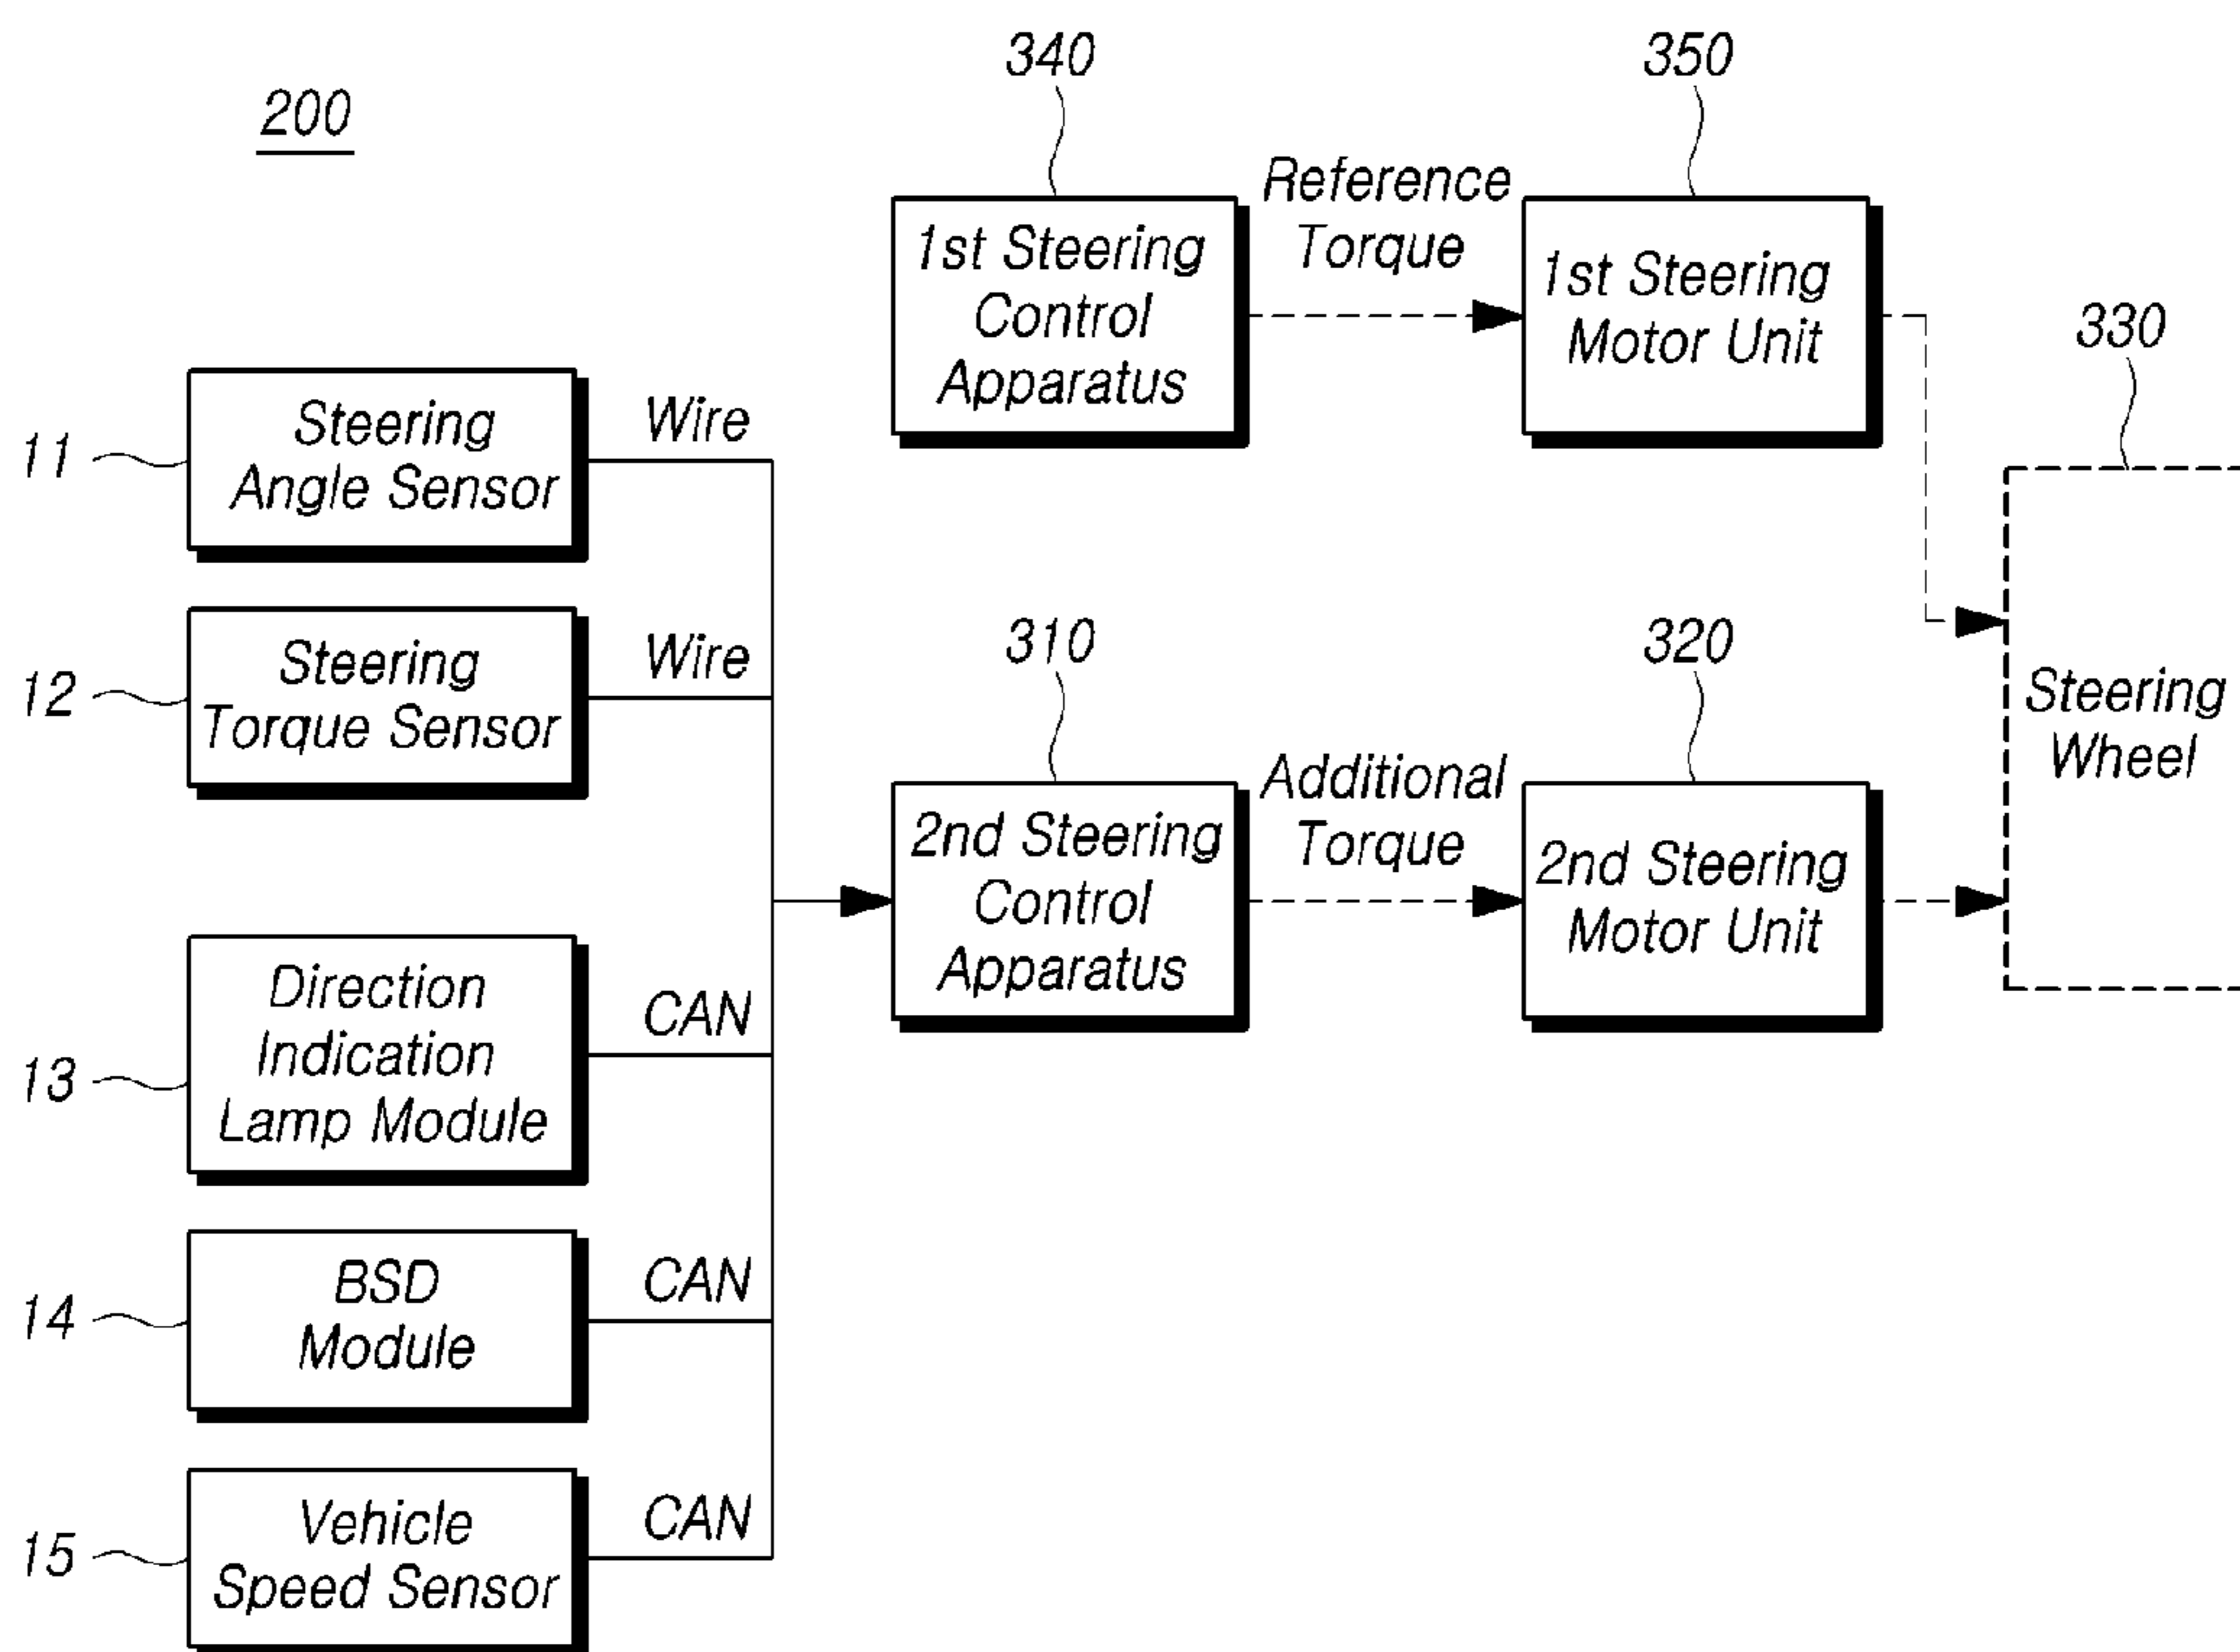 200
340
350
330
1st Steering
Control
Apparatus
Reference
Torque
1st Steering
Motor Unit
11
Steering
Angle Sensor
Wire
12
Steering
Torque Sensor
Wire
310
320
2nd Steering
Control
Apparatus
Additional
Torque
2nd Steering
Motor Unit
Steering
Wheel
13
Direction
Indication
Lamp Module
CAN
14
BSD
Module
CAN
15
Vehicle
Speed Sensor
CAN